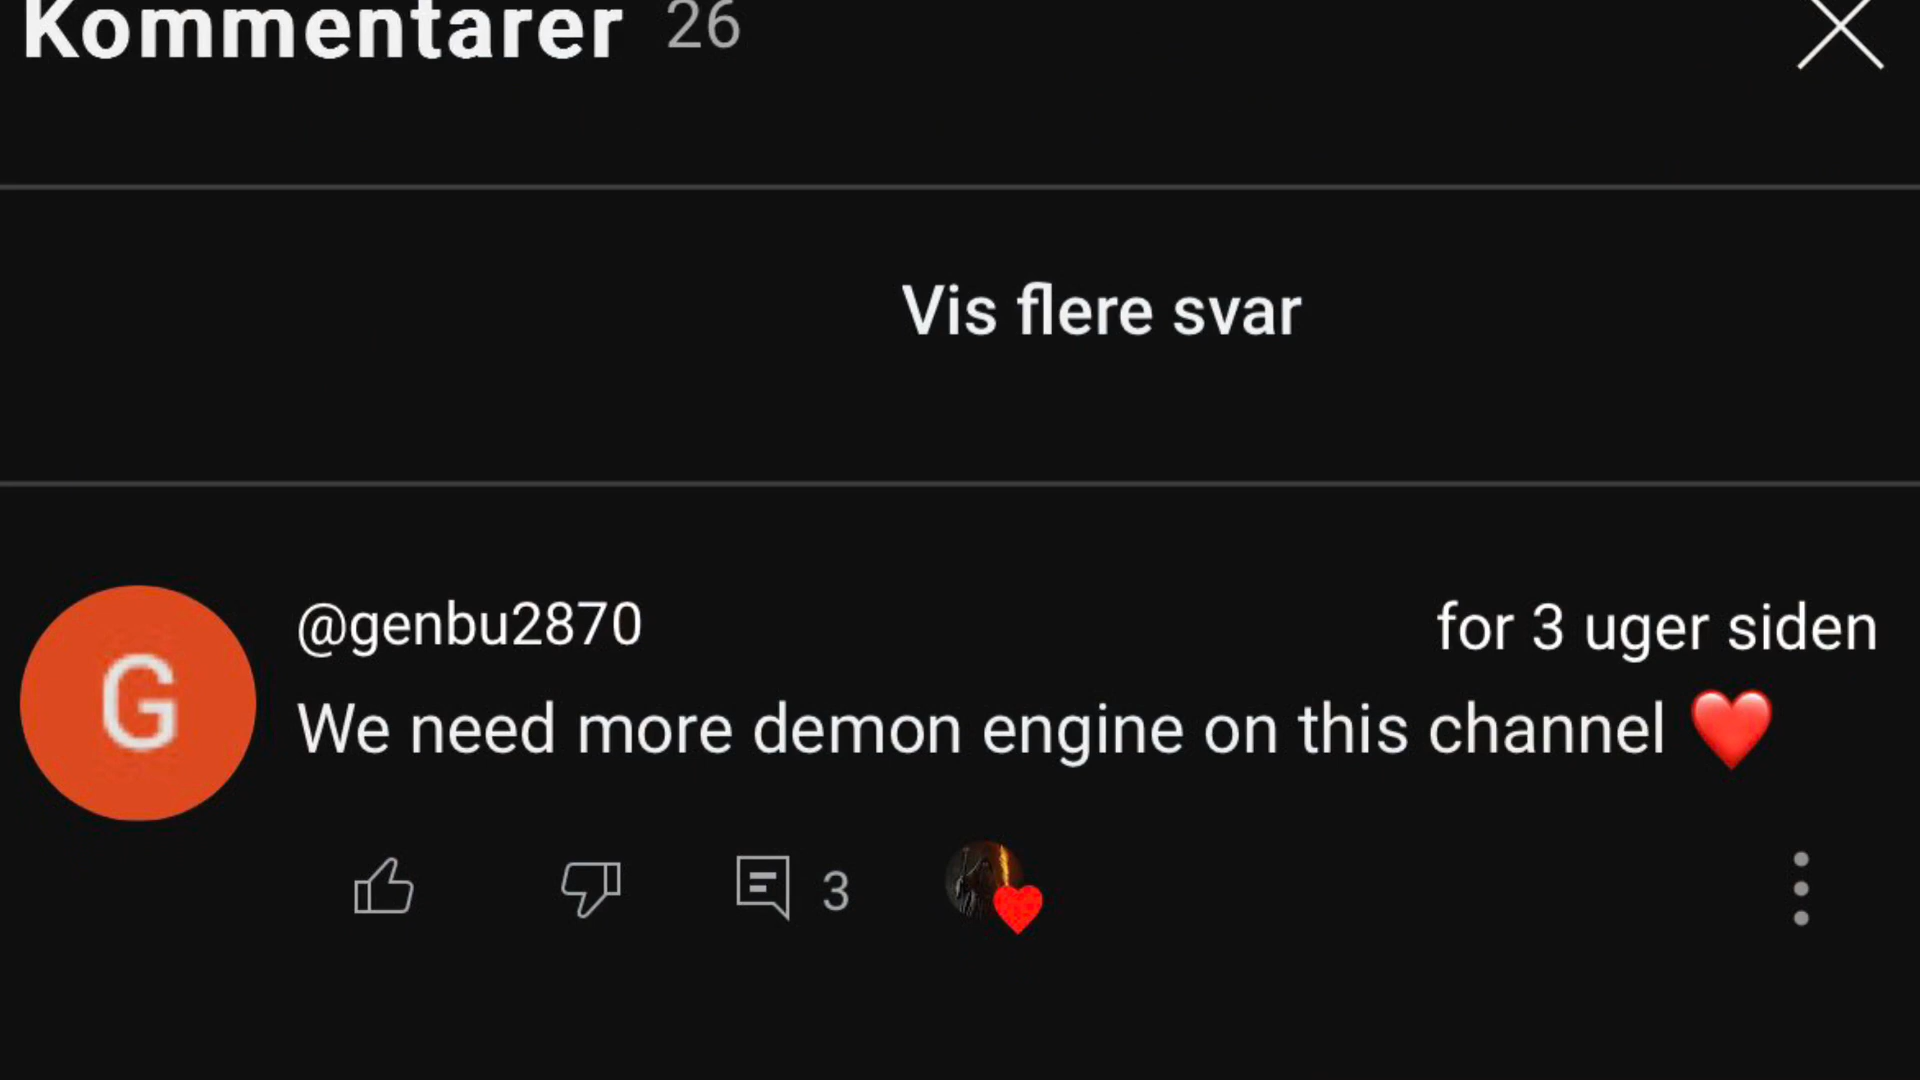 Kommentarer 26
Vis flere svar
G
@genbu2870 for 3 uger siden
We need more demon engine on this channel ❤️
3